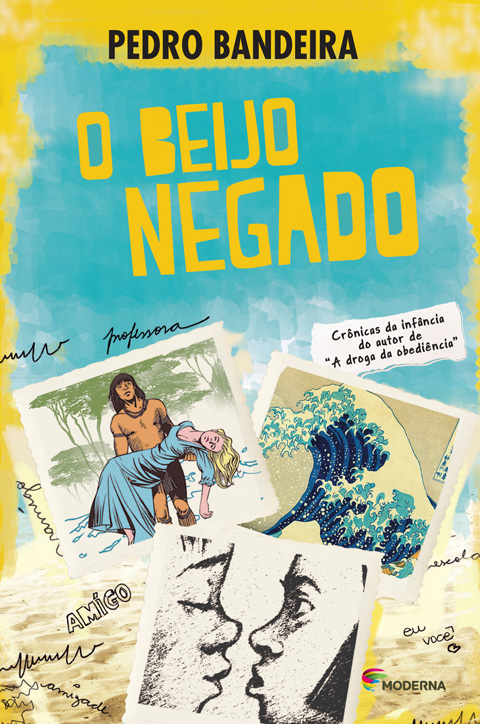 PEDRO BANDEIRA
O BEIJO
NEGADO
professora
Crônicas da infância
do autor de
"A droga da obediência"
escola
AMIGO
eu
você?
amizade
MODERNA